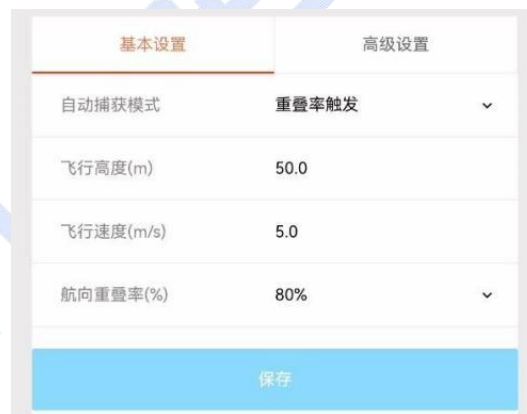 基本设置 高级设置
自动捕获模式 重叠率触发
飞行高度(m) 50.0
飞行速度(m/s) 5.0
航向重叠率(%) 80%
保存